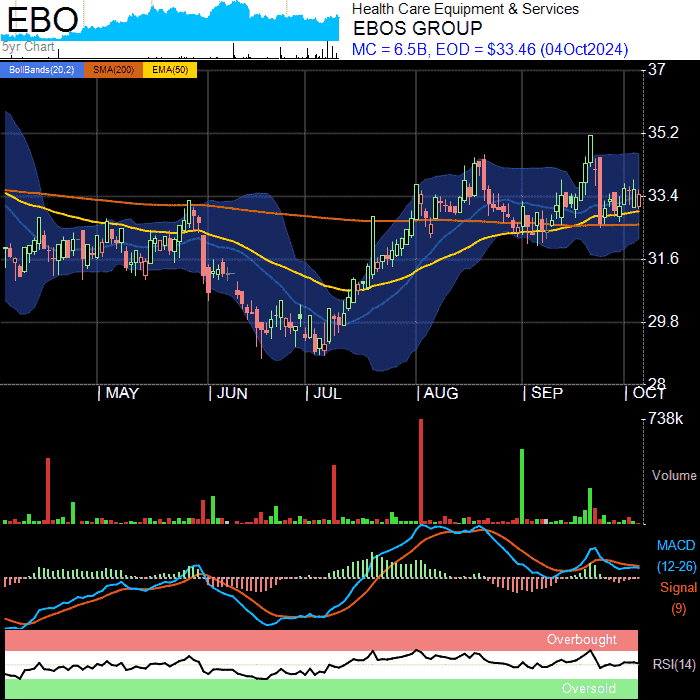 EBO
5yr Chart
Health Care Equipment & Services
EBOS GROUP
MC = 6.5B, EOD = $33.46 (04Oct2024)
BollBands(20,2) SMA(200) EMA(50)
37
35.2
33.4
31.6
29.8
28
MAY JUN JUL AUG SEP OCT
738k
Volume
MACD
(12-26)
Signal
(9)
Overbought
RSI(14)
Oversold